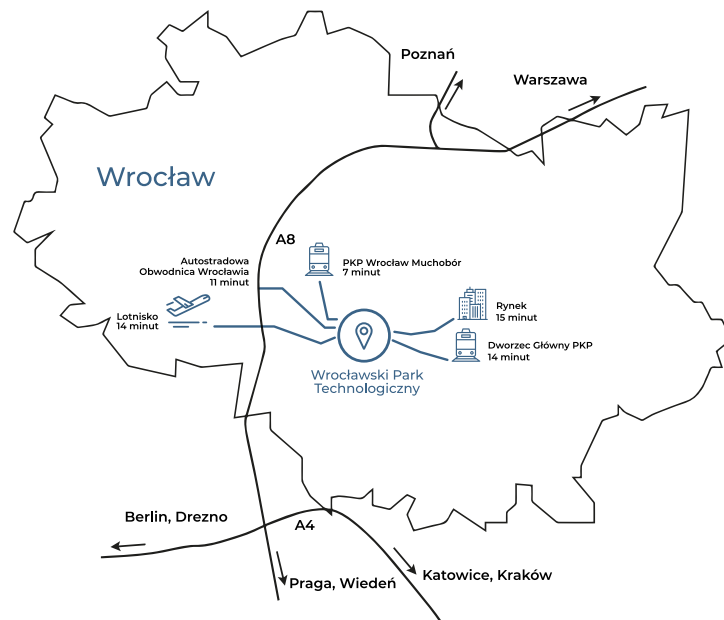 Poznań
Warszawa
Wrocław
A8
Autostradowa
Obwodnica Wrocławia
11 minut
PKP Wrocław Muchobór
7 minut
Lotnisko
14 minut
Rynek
15 minut
Dworzec Główny PKP
14 minut
Wrocławski Park
Technologiczny
Berlin, Drezno
A4
Praga, Wiedeń
Katowice, Kraków